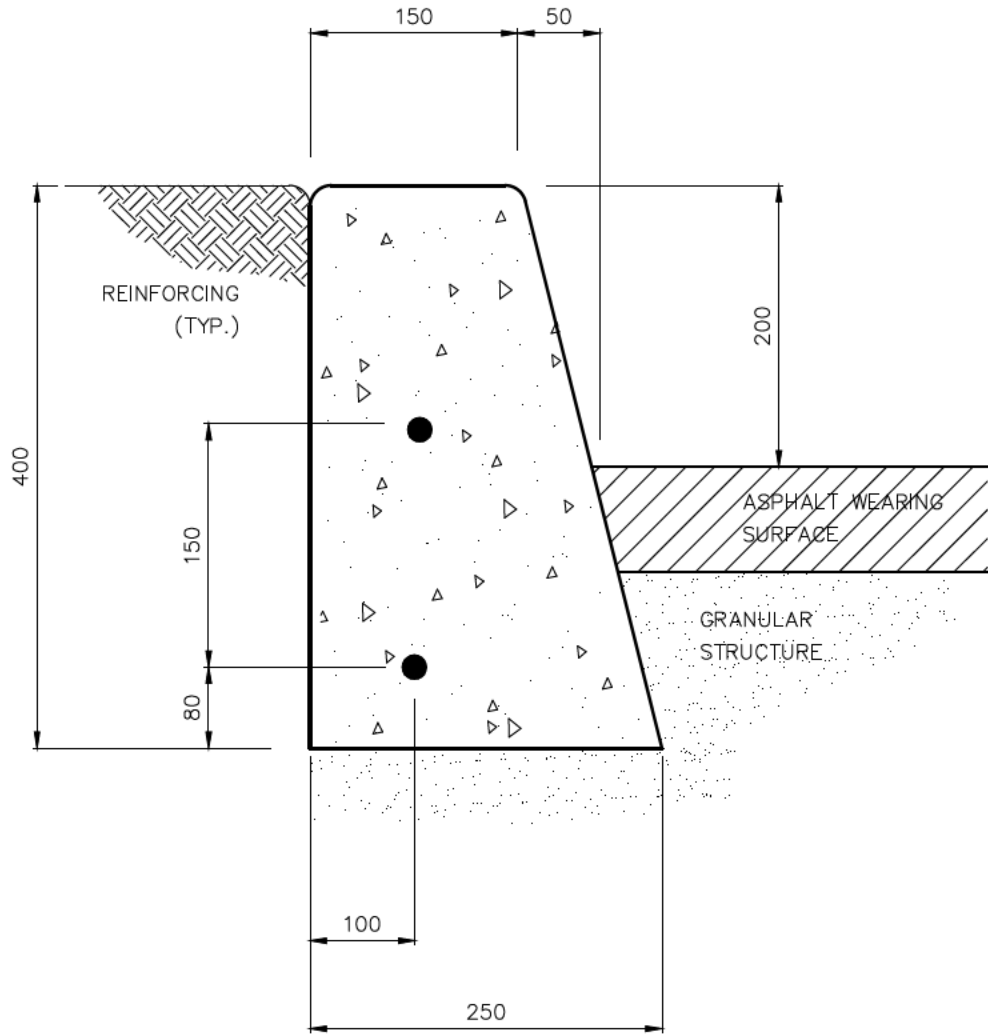 150
50
REINFORCING
(TYP.)
200
400
150
ASPHALT WEARING
SURFACE
GRANULAR
STRUCTURE
80
100
250